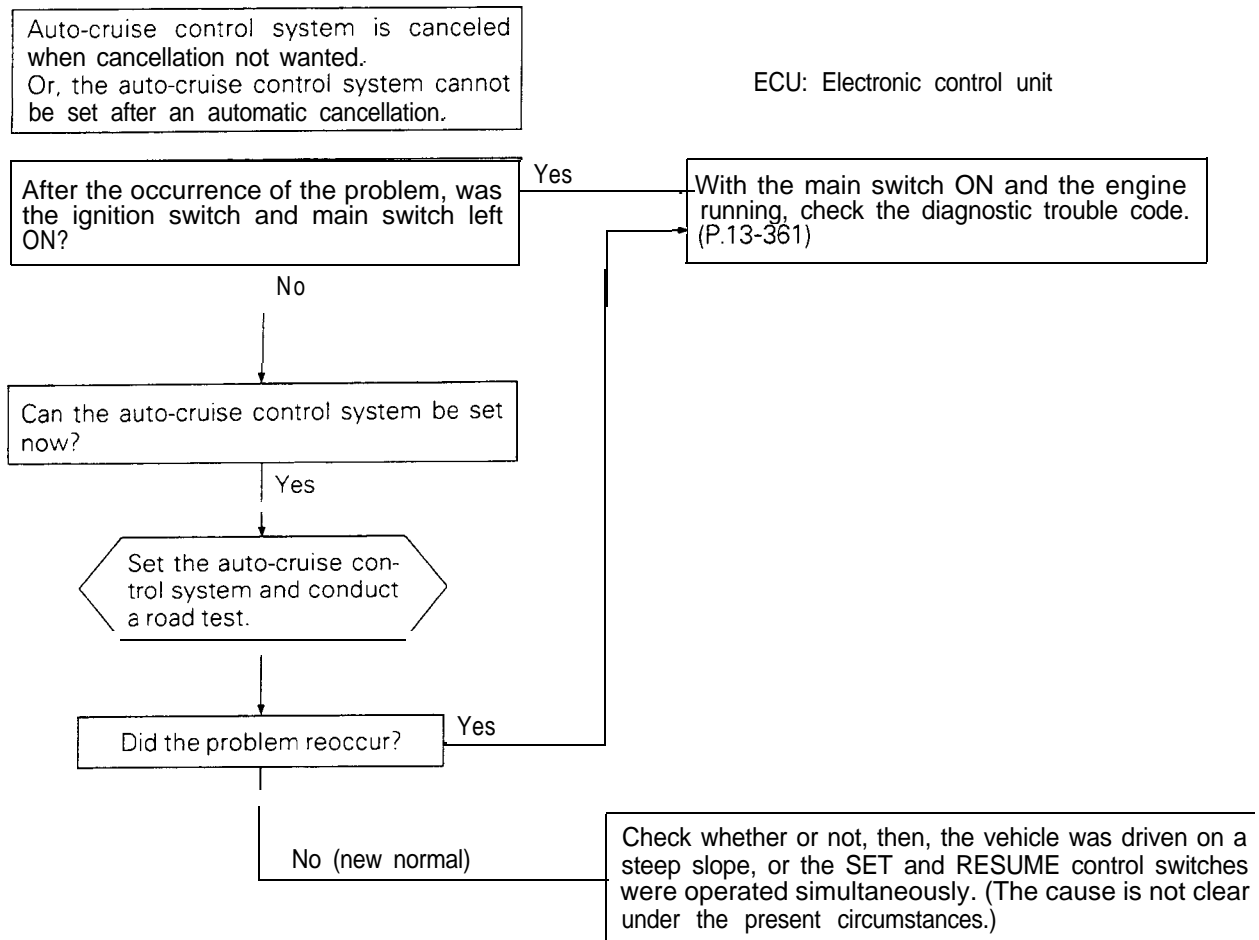 Auto-cruise control system is canceled
when cancellation not wanted.
Or, the auto-cruise control system cannot
be set after an automatic cancellation.
ECU: Electronic control unit
After the occurrence of the problem, was
the ignition switch and main switch left
ON?
Yes
With the main switch ON and the engine
running, check the diagnostic trouble code.
(P.13-361)
No
Can the auto-cruise control system be set
now?
Yes
Set the auto-cruise con-
trol system and conduct
a road test.
Did the problem reoccur?
Yes
No (new normal)
Check whether or not, then, the vehicle was driven on a
steep slope, or the SET and RESUME control switches
were operated simultaneously. (The cause is not clear
under the present circumstances.)